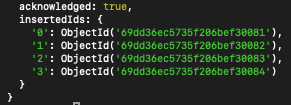 acknowledged: true,
insertedIds: {
'0': ObjectId('69dd36ec5735f206bef30081'),
'1': ObjectId('69dd36ec5735f206bef30082'),
'2': ObjectId('69dd36ec5735f206bef30083'),
'3': ObjectId('69dd36ec5735f206bef30084')
}
}